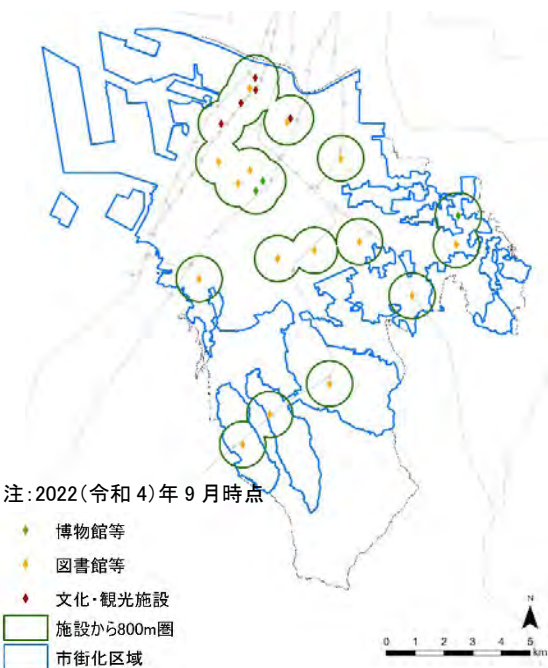 注:2022(令和 4)年 9 月時点
博物館等
図書館等
文化・観光施設
施設から800m圏
市街化区域
N
0 1 2 3 4 5
km